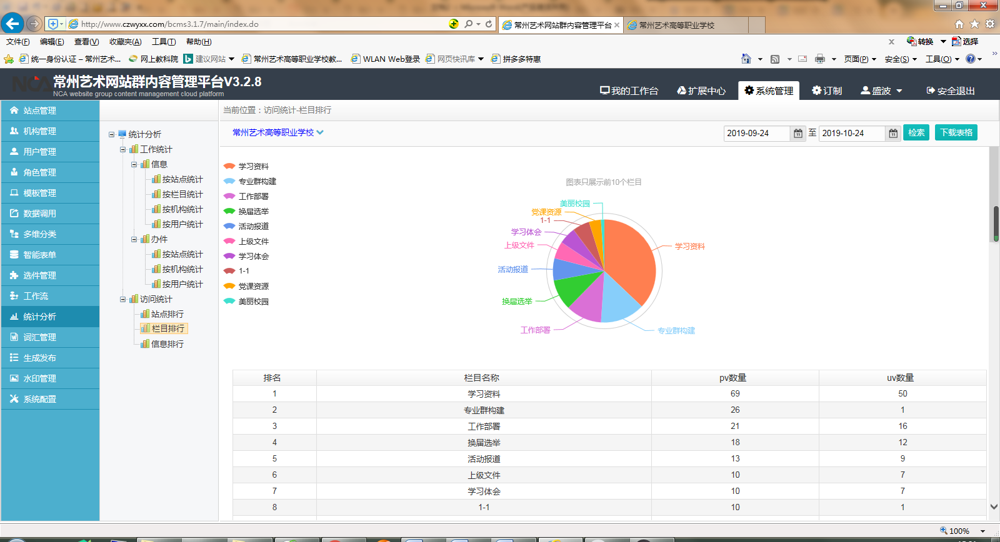 http://www.czwyxx.com/bcms3.1.7/main/index.do
常州艺术网站群内容管理平台
常州艺术高等职业学校
文件(F) 编辑(E) 查看(V) 收藏夹(A) 工具(T) 帮助(H)
x 转换 选择
统一身份认证 – 常州艺术... 网上教科院 建议网站 常州艺术高等职业学校教... WLAN Web登录 网页快讯库 拼多多特惠
页面(P) 安全(S) 工具(O)
NCA 常州艺术网站群内容管理平台V3.2.8
NCA website group content management cloud platform
我的工作台 扩展中心 系统管理 订制 盛波 安全退出
站点管理
机构管理
用户管理
角色管理
模板管理
数据调用
多维分类
智能表单
选件管理
工作流
统计分析
词汇管理
生成发布
水印管理
系统配置
统计分析
工作统计
信息
按站点统计
按栏目统计
按机构统计
按用户统计
办件
按站点统计
按机构统计
按用户统计
访问统计
站点排行
栏目排行
信息排行
当前位置：访问统计-栏目排行
常州艺术高等职业学校
2019-09-24 至 2019-10-24 检索 下载表格
学习资料
专业群构建
工作部署
换届选举
活动报道
上级文件
学习体会
1-1
党课资源
美丽校园
图表只展示前10个栏目
美丽校园
党课资源
1-1
学习体会
上级文件
学习资料
活动报道
换届选举
工作部署
专业群构建
排名 栏目名称 pv数量 uv数量
1 学习资料 69 50
2 专业群构建 26 1
3 工作部署 21 16
4 换届选举 18 12
5 活动报道 13 9
6 上级文件 10 7
7 学习体会 10 7
8 1-1 10 1
100%